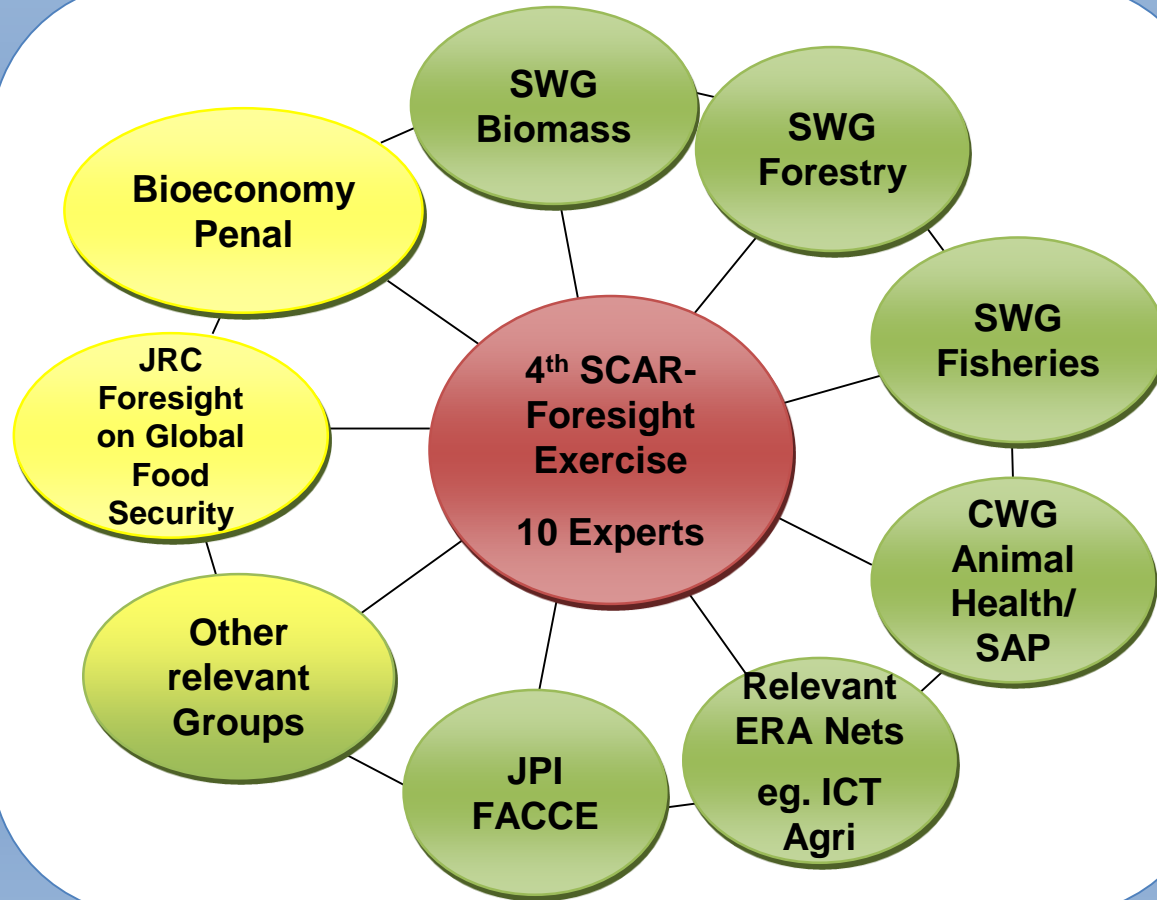 SWG
Biomass
SWG
Forestry
Bioeconomy
Penal
SWG
Fisheries
JRC
Foresight
on Global
Food
Security
4th SCAR-
Foresight
Exercise
10 Experts
CWG
Animal
Health/
SAP
Other
relevant
Groups
Relevant
ERA Nets
eg. ICT
Agri
JPI
FACCE